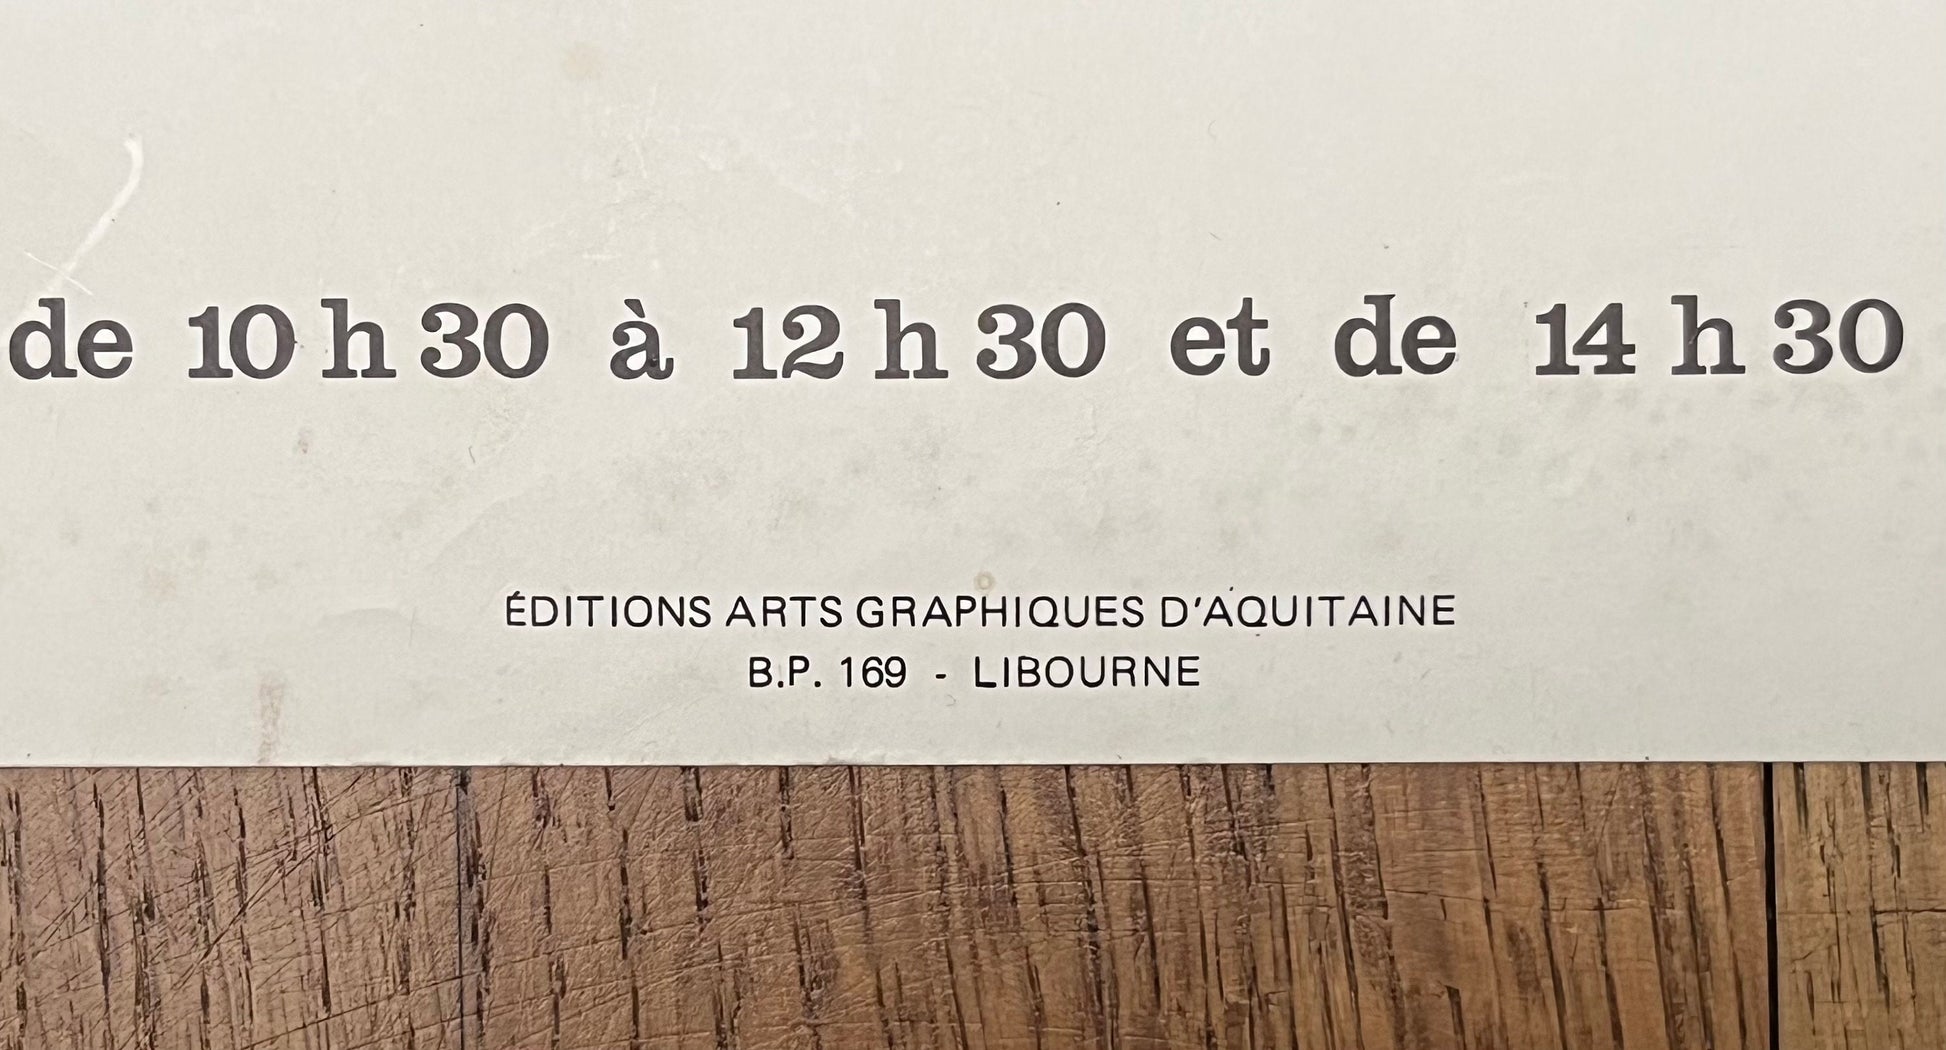 de 10 h 30 à 12 h 30 et de 14 h 30
ÉDITIONS ARTS GRAPHIQUES D'AQUITAINE
B.P. 169 - LIBOURNE